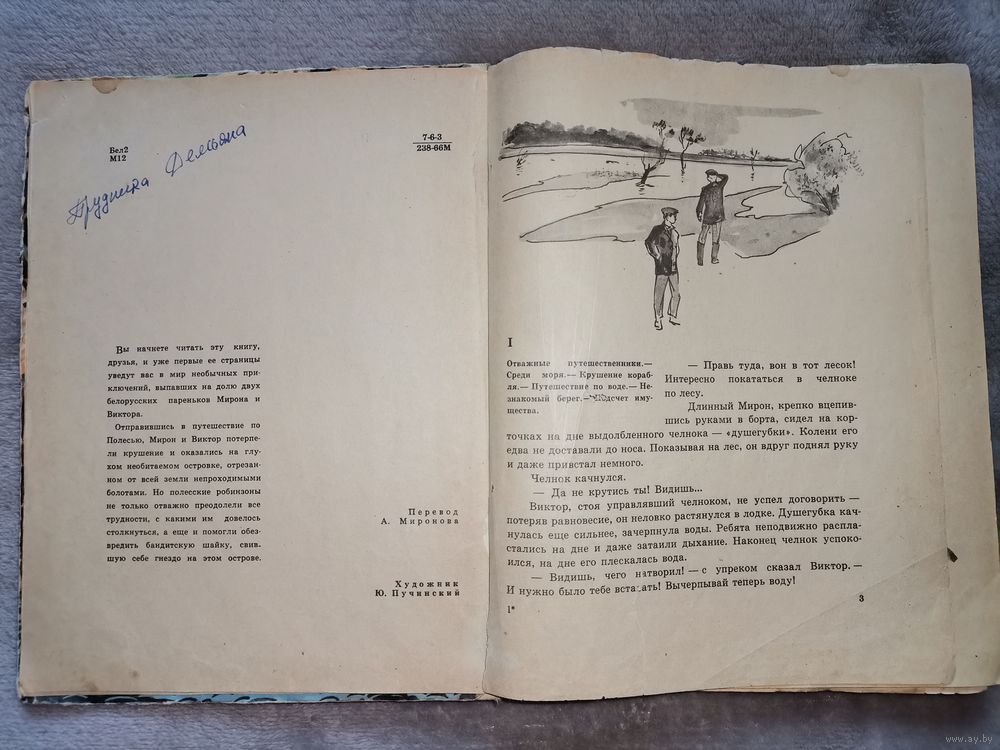 Бел2
М12
7-6-3
238-66М
Прудника Демьяна
Вы начнете читать эту книгу,
друзья, и уже первые ее страницы
уведут вас в мир необычных при-
ключений, выпавших на долю двух
белорусских пареньков Мирона и
Виктора.
Отправившись в путешествие по
Полесью, Мирон и Виктор потерпе-
ли крушение и оказались на глу-
хом необитаемом островке, отрезан-
ном от всей земли непроходимыми
болотами. Но полесские робинзоны
не только отважно преодолели все
трудности, с какими им довелось
столкнуться, а еще и помогли обез-
вредить бандитскую шайку, свив-
шую себе гнездо на этом острове.
Перевод
А. Миронова
Художник
Ю. Пучинский
I
Отважные путешественники.—
Среди моря.— Крушение кораб-
ля.— Путешествие по воде.— Не-
знакомый берег.— Подсчет иму-
щества.
— Правь туда, вон в тот лесок!
Интересно покататься в челноке
по лесу.
Длинный Мирон, крепко вцепив-
шись руками в борта, сидел на кор-
точках на дне выдолбленного челнока — «душегубки». Колени его
едва не доставали до носа. Показывая на лес, он вдруг поднял руку
и даже привстал немного.
Челнок качнулся.
— Да не крутись ты! Видишь...
Виктор, стоя управлявший челноком, не успел договорить —
потеряв равновесие, он неловко растянулся в лодке. Душегубка кач-
нулась еще сильнее, зачерпнула воды. Ребята неподвижно распла-
стались на дне и даже затаили дыхание. Наконец челнок успоко-
ился, на дне его плескалась вода.
— Видишь, чего натворил! — с упреком сказал Виктор.—
И нужно было тебе вставать! Вычерпывай теперь воду!
1*
3
www.ay.by